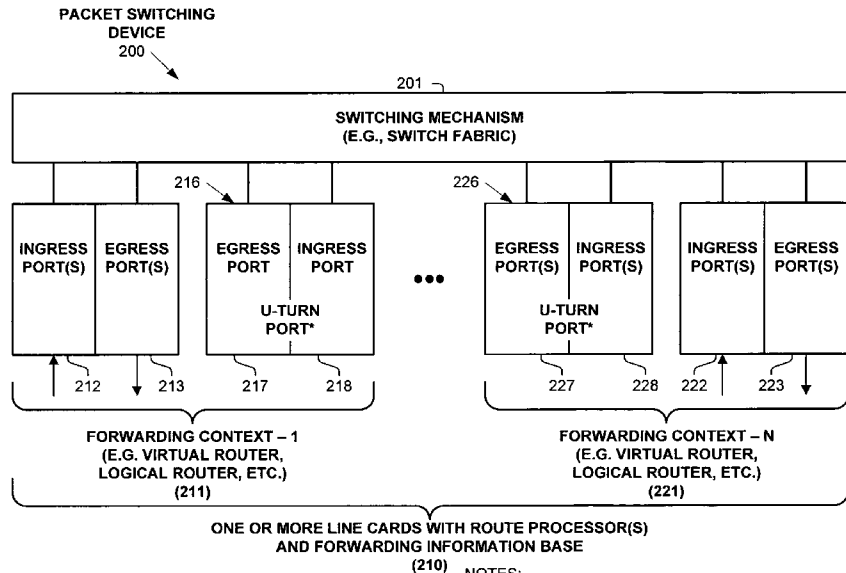 PACKET SWITCHING
DEVICE
200
201
SWITCHING MECHANISM
(E.G., SWITCH FABRIC)
216
226
INGRESS
PORT(S)
EGRESS
PORT(S)
EGRESS
PORT
INGRESS
PORT
U-TURN
PORT*
•••
EGRESS
PORT(S)
INGRESS
PORT(S)
U-TURN
PORT*
INGRESS
PORT(S)
EGRESS
PORT(S)
212
213
217
218
227
228
222
223
FORWARDING CONTEXT – 1
(E.G. VIRTUAL ROUTER,
LOGICAL ROUTER, ETC.)
(211)
FORWARDING CONTEXT – N
(E.G. VIRTUAL ROUTER,
LOGICAL ROUTER, ETC.)
(221)
ONE OR MORE LINE CARDS WITH ROUTE PROCESSOR(S)
AND FORWARDING INFORMATION BASE
(210)
NOTES: